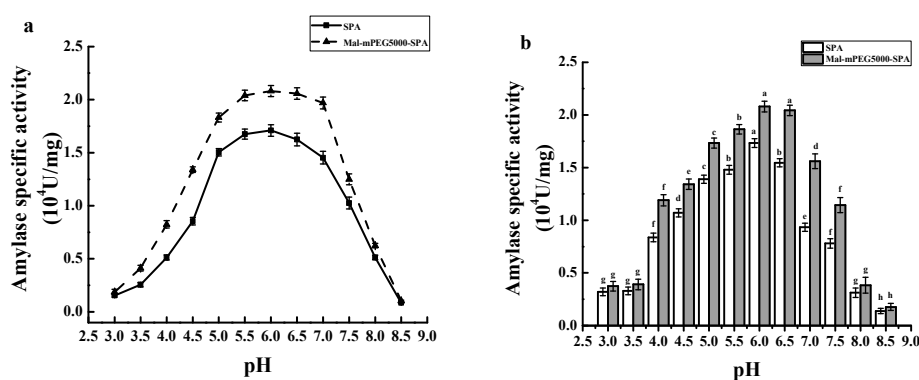 a
SPA
Mal-mPEG5000-SPA
Amylase specific activity
(10^4U/mg)
2.5
2.0
1.5
1.0
0.5
0.0
2.5 3.0 3.5 4.0 4.5 5.0 5.5 6.0 6.5 7.0 7.5 8.0 8.5 9.0
pH
b
SPA
Mal-mPEG5000-SPA
Amylase specific activity
(10^4U/mg)
2.5
2.0
1.5
1.0
0.5
0.0
g g g g f f d e c c b b a a b a e d f f g g h h
2.5 3.0 3.5 4.0 4.5 5.0 5.5 6.0 6.5 7.0 7.5 8.0 8.5 9.0
pH